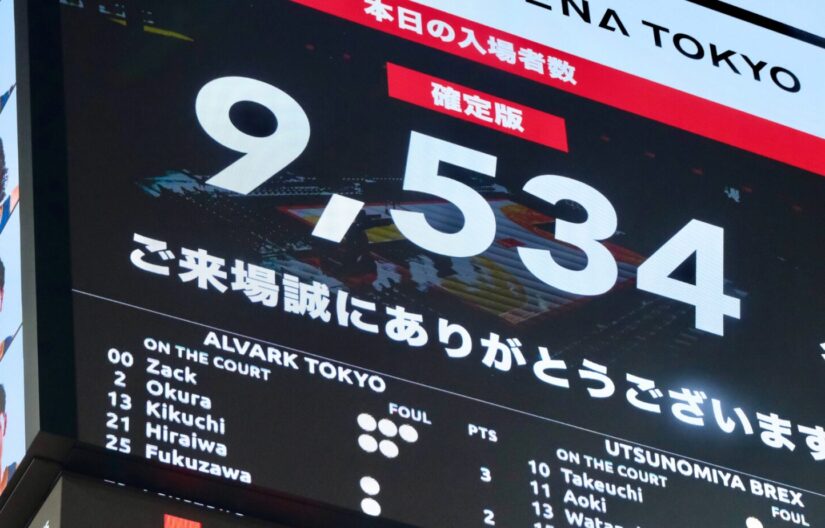 ENA TOKYO
本日の入場者数
確定版
9,534
ご来場誠にありがとうございます
ALVARK TOKYO
ON THE COURT FOUL PTS
00 Zack
2 Okura
13 Kikuchi 3
21 Hiraiwa
25 Fukuzawa 2
UTSUNOMIYA BREX
ON THE COURT FOUL
10 Takeuchi
11 Aoki
13